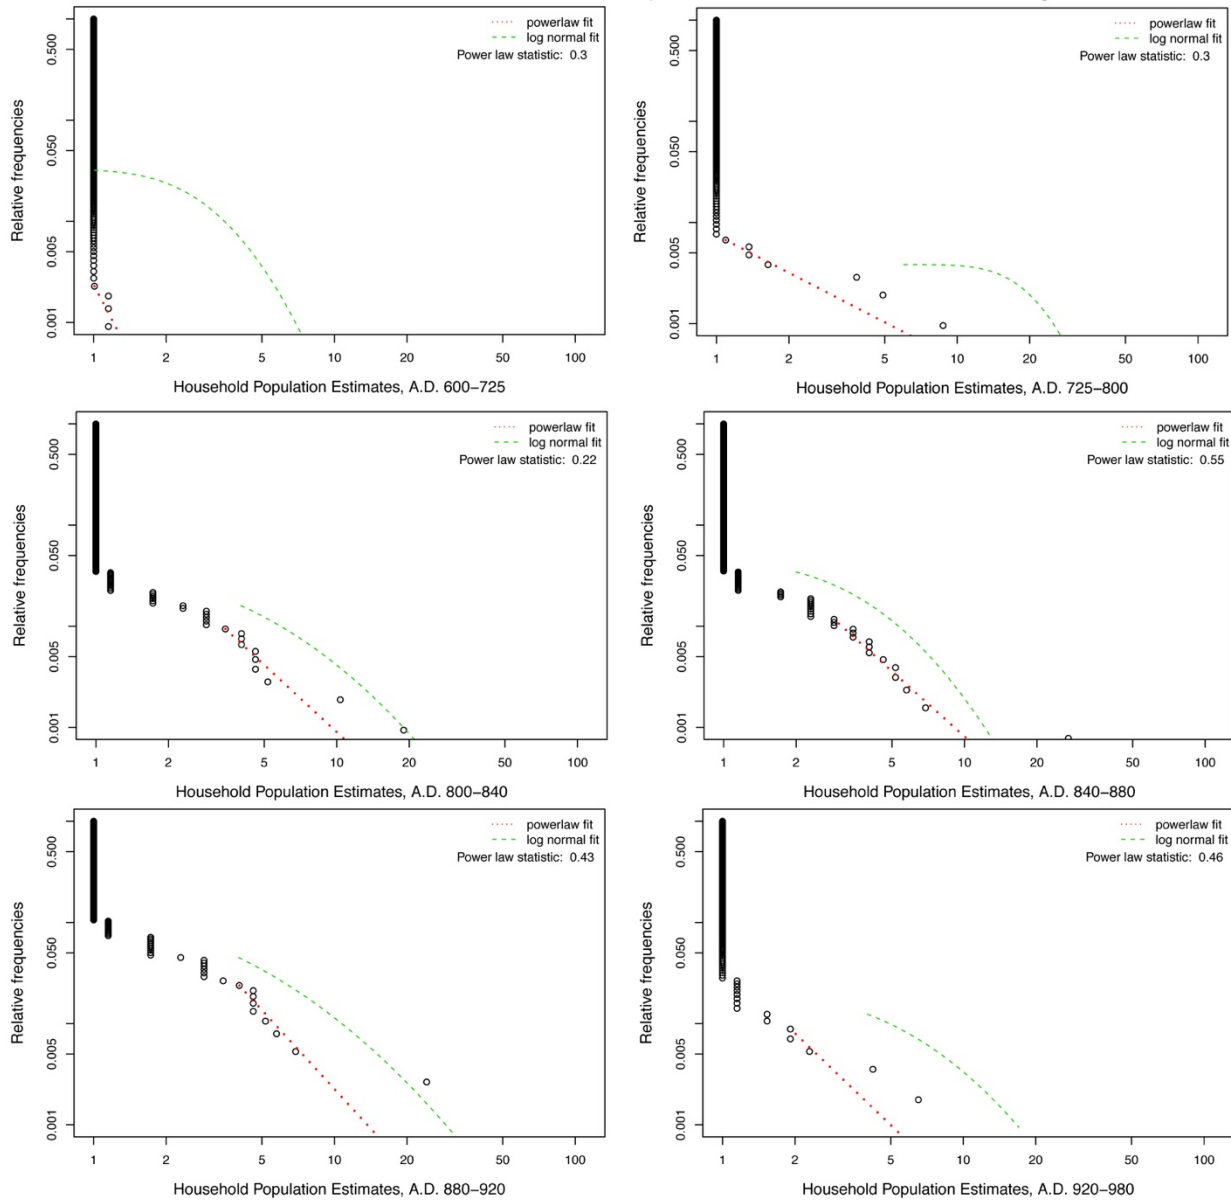 powerlaw fit
log normal fit
Power law statistic: 0.3
Relative frequencies
0.500
0.050
0.005
0.001
1 2 5 10 20 50 100
Household Population Estimates, A.D. 600–725
powerlaw fit
log normal fit
Power law statistic: 0.3
Relative frequencies
0.500
0.050
0.005
0.001
1 2 5 10 20 50 100
Household Population Estimates, A.D. 725–800
powerlaw fit
log normal fit
Power law statistic: 0.22
Relative frequencies
0.500
0.050
0.005
0.001
1 2 5 10 20 50 100
Household Population Estimates, A.D. 800–840
powerlaw fit
log normal fit
Power law statistic: 0.55
Relative frequencies
0.500
0.050
0.005
0.001
1 2 5 10 20 50 100
Household Population Estimates, A.D. 840–880
powerlaw fit
log normal fit
Power law statistic: 0.43
Relative frequencies
0.500
0.050
0.005
0.001
1 2 5 10 20 50 100
Household Population Estimates, A.D. 880–920
powerlaw fit
log normal fit
Power law statistic: 0.46
Relative frequencies
0.500
0.050
0.005
0.001
1 2 5 10 20 50 100
Household Population Estimates, A.D. 920–980